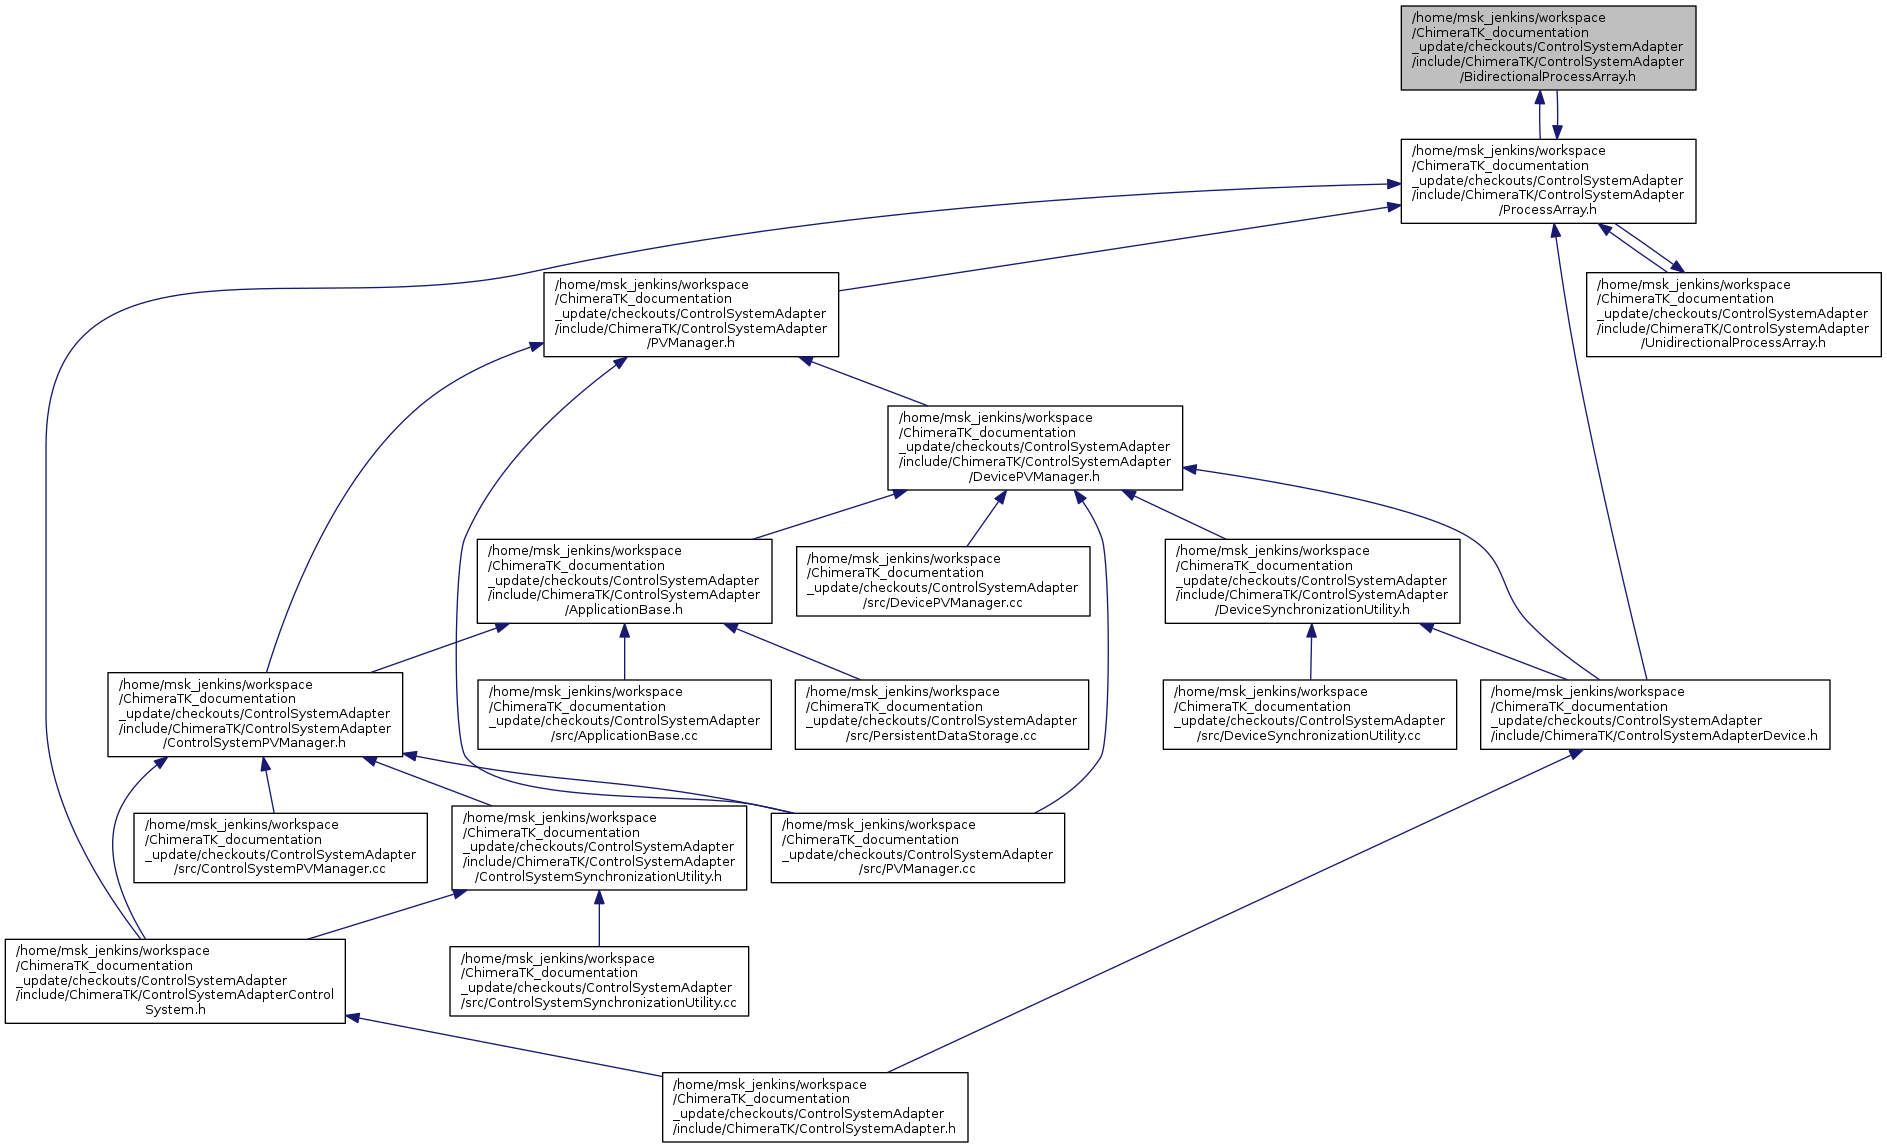 /home/msk_jenkins/workspace
/ChimeraTK_documentation
_update/checkouts/ControlSystemAdapter
/include/ChimeraTK/ControlSystemAdapter
/BidirectionalProcessArray.h
/home/msk_jenkins/workspace
/ChimeraTK_documentation
_update/checkouts/ControlSystemAdapter
/include/ChimeraTK/ControlSystemAdapter
/ProcessArray.h
/home/msk_jenkins/workspace
/ChimeraTK_documentation
_update/checkouts/ControlSystemAdapter
/include/ChimeraTK/ControlSystemAdapter
/PVManager.h
/home/msk_jenkins/workspace
/ChimeraTK_documentation
_update/checkouts/ControlSystemAdapter
/include/ChimeraTK/ControlSystemAdapter
/UnidirectionalProcessArray.h
/home/msk_jenkins/workspace
/ChimeraTK_documentation
_update/checkouts/ControlSystemAdapter
/include/ChimeraTK/ControlSystemAdapter
/DevicePVManager.h
/home/msk_jenkins/workspace
/ChimeraTK_documentation
_update/checkouts/ControlSystemAdapter
/include/ChimeraTK/ControlSystemAdapter
/ApplicationBase.h
/home/msk_jenkins/workspace
/ChimeraTK_documentation
_update/checkouts/ControlSystemAdapter
/src/DevicePVManager.cc
/home/msk_jenkins/workspace
/ChimeraTK_documentation
_update/checkouts/ControlSystemAdapter
/include/ChimeraTK/ControlSystemAdapter
/DeviceSynchronizationUtility.h
/home/msk_jenkins/workspace
/ChimeraTK_documentation
_update/checkouts/ControlSystemAdapter
/include/ChimeraTK/ControlSystemAdapter
/ControlSystemPVManager.h
/home/msk_jenkins/workspace
/ChimeraTK_documentation
_update/checkouts/ControlSystemAdapter
/src/ApplicationBase.cc
/home/msk_jenkins/workspace
/ChimeraTK_documentation
_update/checkouts/ControlSystemAdapter
/src/PersistentDataStorage.cc
/home/msk_jenkins/workspace
/ChimeraTK_documentation
_update/checkouts/ControlSystemAdapter
/src/DeviceSynchronizationUtility.cc
/home/msk_jenkins/workspace
/ChimeraTK_documentation
_update/checkouts/ControlSystemAdapter
/include/ChimeraTK/ControlSystemAdapterDevice.h
/home/msk_jenkins/workspace
/ChimeraTK_documentation
_update/checkouts/ControlSystemAdapter
/src/ControlSystemPVManager.cc
/home/msk_jenkins/workspace
/ChimeraTK_documentation
_update/checkouts/ControlSystemAdapter
/include/ChimeraTK/ControlSystemAdapter
/ControlSystemSynchronizationUtility.h
/home/msk_jenkins/workspace
/ChimeraTK_documentation
_update/checkouts/ControlSystemAdapter
/src/PVManager.cc
/home/msk_jenkins/workspace
/ChimeraTK_documentation
_update/checkouts/ControlSystemAdapter
/include/ChimeraTK/ControlSystemAdapterControl
System.h
/home/msk_jenkins/workspace
/ChimeraTK_documentation
_update/checkouts/ControlSystemAdapter
/src/ControlSystemSynchronizationUtility.cc
/home/msk_jenkins/workspace
/ChimeraTK_documentation
_update/checkouts/ControlSystemAdapter
/include/ChimeraTK/ControlSystemAdapter.h